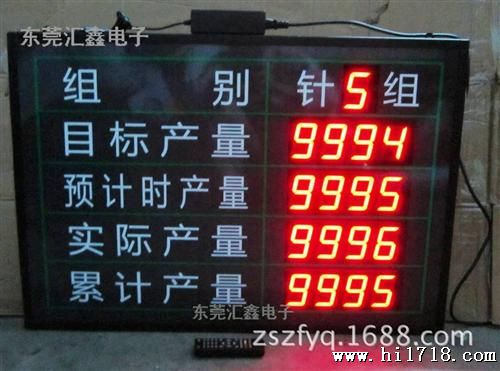 东莞汇鑫电子
组 别 针 5 组
目标产量 9994
预计时产量 9995
实际产量 9996
累计产量 9995
东莞汇鑫电子
zszfyq.1688.com
www.hi1718.com